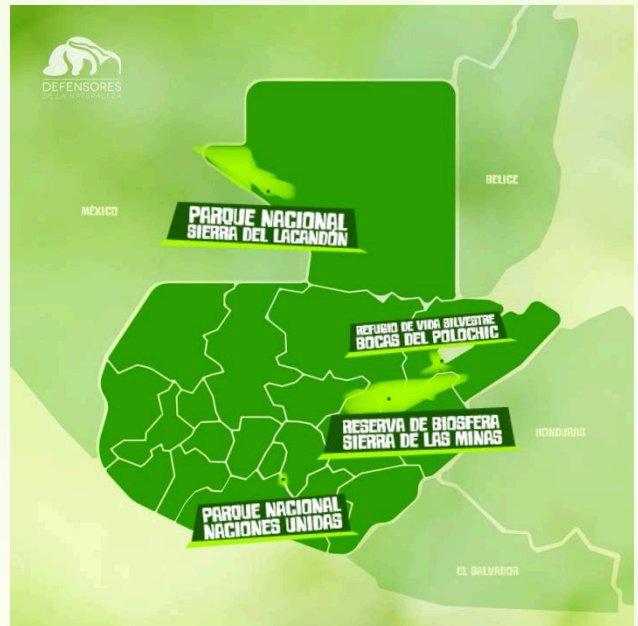 DEFENSORES
DE LA NATURALEZA
BELICE
MÉXICO
PARQUE NACIONAL
SIERRA DEL LACANDÓN
REFUGIO DE VIDA SILVESTRE
BOCAS DEL POLOCHIC
RESERVA DE BIOSFERA
SIERRA DE LAS MINAS
HONDURAS
PARQUE NACIONAL
NACIONES UNIDAS
EL SALVADOR